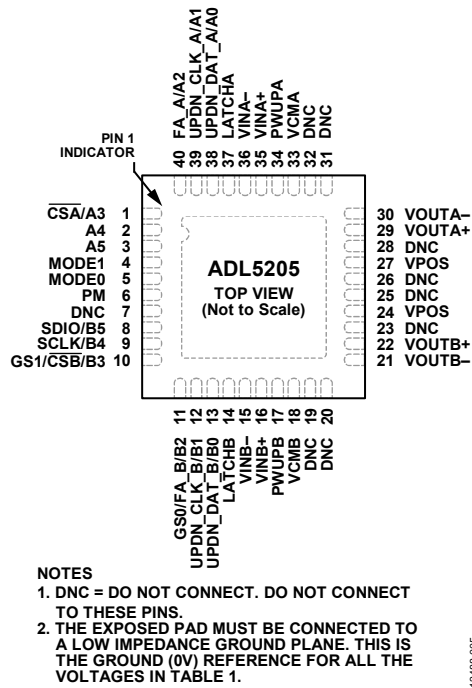 40 FA_A/A2
39 UPDN_CLK_A/A1
38 UPDN_DAT_A/A0
37 LATCHA
36 VINA–
35 VINA+
34 PWUPA
33 VCMA
32 DNC
31 DNC
PIN 1
INDICATOR
CSA/A3 1
A4 2
A5 3
MODE1 4
MODE0 5
PM 6
DNC 7
SDIO/B5 8
SCLK/B4 9
GS1/CSB/B3 10
ADL5205
TOP VIEW
(Not to Scale)
30 VOUTA–
29 VOUTA+
28 DNC
27 VPOS
26 DNC
25 DNC
24 VPOS
23 DNC
22 VOUTB+
21 VOUTB–
GS0/FA_B/B2 11
UPDN_CLK_B/B1 12
UPDN_DAT_B/B0 13
LATCHB 14
VINB– 15
VINB+ 16
PWUPB 17
VCMB 18
DNC 19
DNC 20
NOTES
1. DNC = DO NOT CONNECT. DO NOT CONNECT
TO THESE PINS.
2. THE EXPOSED PAD MUST BE CONNECTED TO
A LOW IMPEDANCE GROUND PLANE. THIS IS
THE GROUND (0V) REFERENCE FOR ALL THE
VOLTAGES IN TABLE 1.